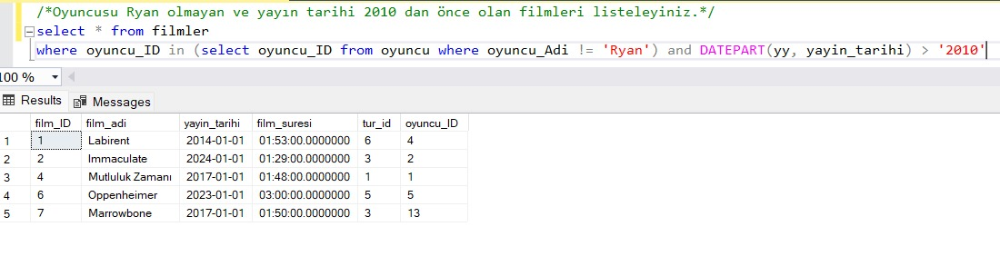 /*Oyuncusu Ryan olmayan ve yayın tarihi 2010 dan önce olan filmleri listeleyiniz.*/
select * from filmler
where oyuncu_ID in (select oyuncu_ID from oyuncu where oyuncu_Adi != 'Ryan') and DATEPART(yy, yayin_tarihi) > '2010'
100 %
Results Messages
film_ID film_adi yayin_tarihi film_suresi tur_id oyuncu_ID
1 1 Labirent 2014-01-01 01:53:00.0000000 6 4
2 2 Immaculate 2024-01-01 01:29:00.0000000 3 2
3 4 Mutluluk Zamanı 2017-01-01 01:48:00.0000000 1 1
4 6 Oppenheimer 2023-01-01 03:00:00.0000000 5 5
5 7 Marrowbone 2017-01-01 01:50:00.0000000 3 13